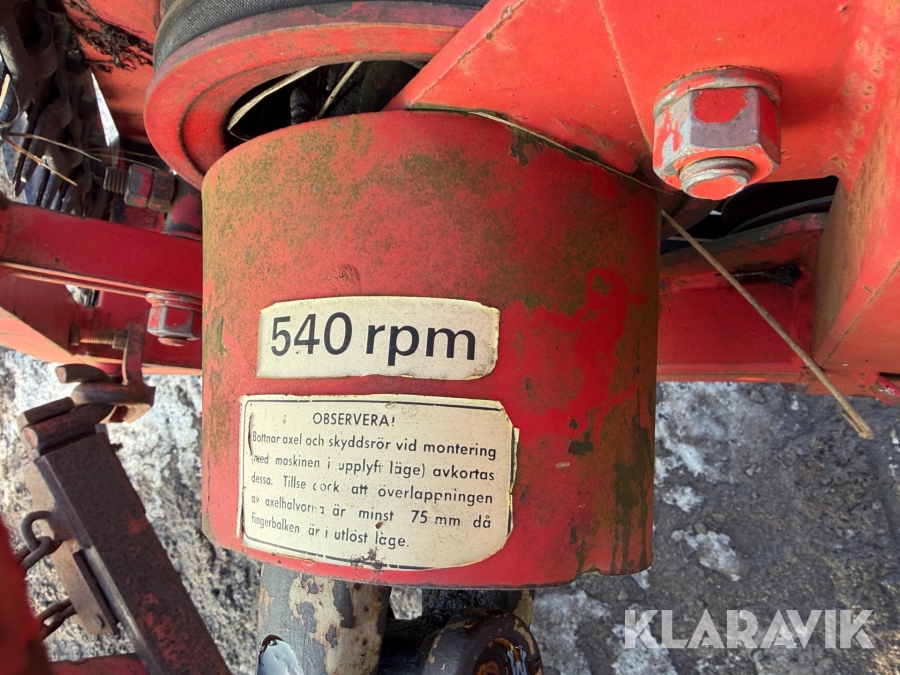 540 rpm
OBSERVERA!
Bottnar axel och skyddsrör vid montering
(med maskinen i upplyft läge) avkortas
dessa. Tillse dock att överlappningen
av axelhalvorna är minst 75 mm då
fingerbalken är i utlöst läge.
KLARAVIK